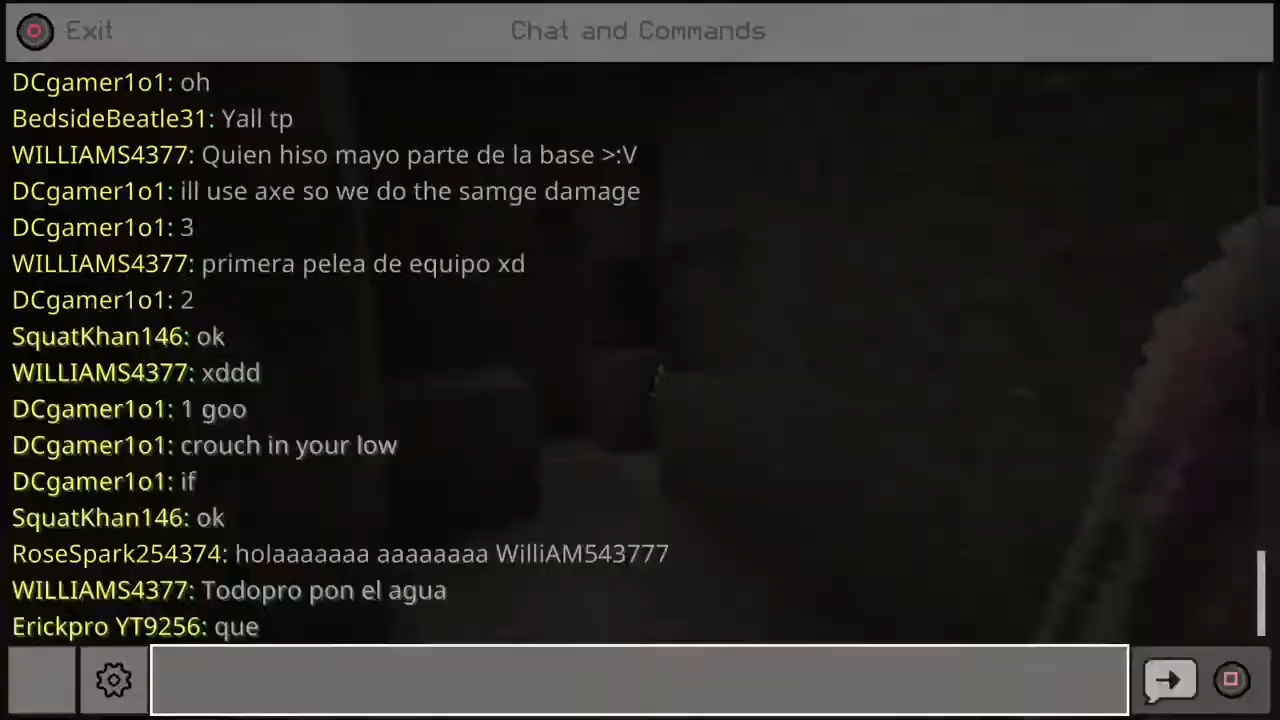 Exit
Chat and Commands
DCgamer1o1: oh
BedsideBeatle31: Yall tp
WILLIAMS4377: Quien hiso mayo parte de la base >:V
DCgamer1o1: ill use axe so we do the samge damage
DCgamer1o1: 3
WILLIAMS4377: primera pelea de equipo xd
DCgamer1o1: 2
SquatKhan146: ok
WILLIAMS4377: xddd
DCgamer1o1: 1 goo
DCgamer1o1: crouch in your low
DCgamer1o1: if
SquatKhan146: ok
RoseSpark254374: holaaaaaaa aaaaaaaa WilliAM543777
WILLIAMS4377: Todopro pon el agua
Erickpro YT9256: que